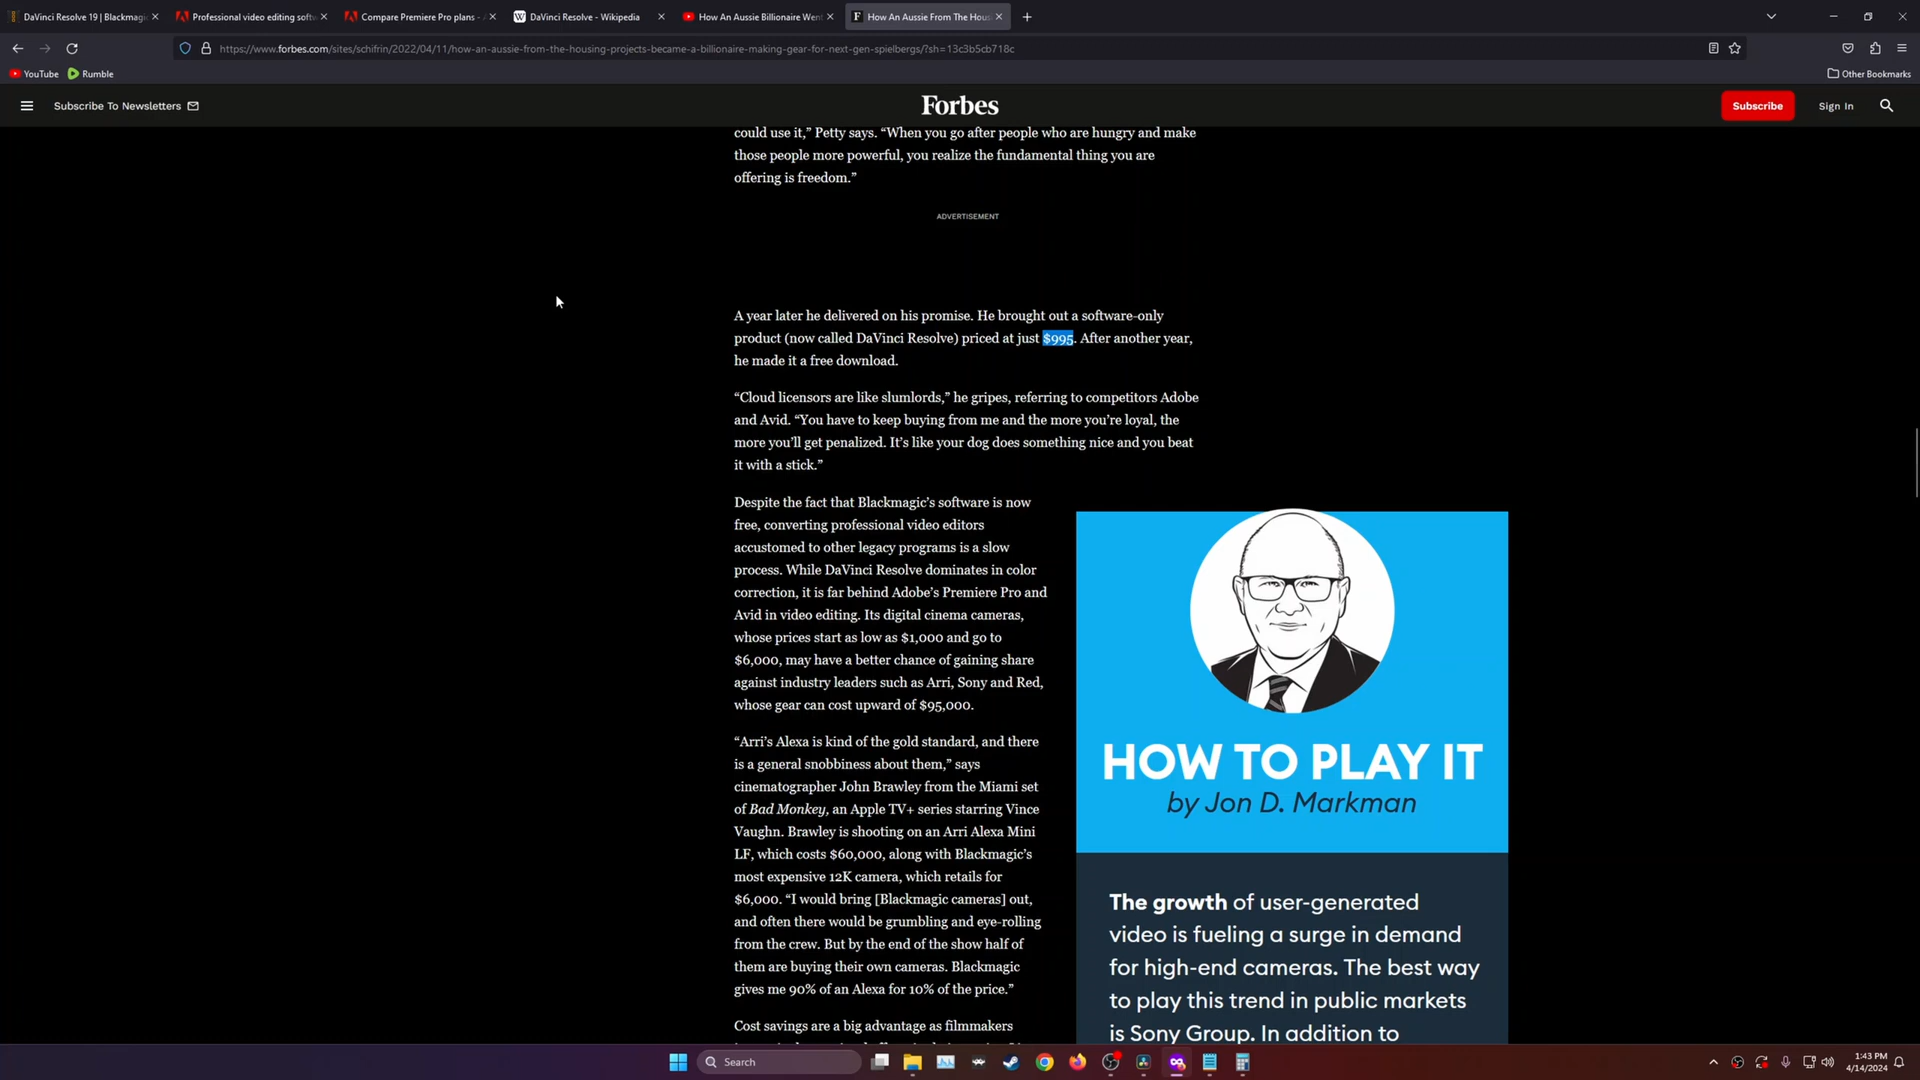 DaVinci Resolve 19 | Blackmagic
Professional video editing softw
Compare Premiere Pro plans - A
DaVinci Resolve - Wikipedia
How An Aussie Billionaire Went
How An Aussie From The Hous
https://www.forbes.com/sites/schifrin/2022/04/11/how-an-aussie-from-the-housing-projects-became-a-billionaire-making-gear-for-next-gen-spielbergs/?sh=13c3b5cb718c
YouTube
Rumble
Other Bookmarks
Subscribe To Newsletters
Forbes
Subscribe
Sign In
could use it,” Petty says. “When you go after people who are hungry and make
those people more powerful, you realize the fundamental thing you are
offering is freedom.”
ADVERTISEMENT
A year later he delivered on his promise. He brought out a software-only
product (now called DaVinci Resolve) priced at just $995. After another year,
he made it a free download.
“Cloud licensors are like slumlords,” he gripes, referring to competitors Adobe
and Avid. “You have to keep buying from me and the more you’re loyal, the
more you’ll get penalized. It’s like your dog does something nice and you beat
it with a stick.”
Despite the fact that Blackmagic’s software is now
free, converting professional video editors
accustomed to other legacy programs is a slow
process. While DaVinci Resolve dominates in color
correction, it is far behind Adobe’s Premiere Pro and
Avid in video editing. Its digital cinema cameras,
whose prices start as low as $1,000 and go to
$6,000, may have a better chance of gaining share
against industry leaders such as Arri, Sony and Red,
whose gear can cost upward of $95,000.
“Arri’s Alexa is kind of the gold standard, and there
is a general snobbiness about them,” says
cinematographer John Brawley from the Miami set
of Bad Monkey, an Apple TV+ series starring Vince
Vaughn. Brawley is shooting on an Arri Alexa Mini
LF, which costs $60,000, along with Blackmagic’s
most expensive 12K camera, which retails for
$6,000. “I would bring [Blackmagic cameras] out,
and often there would be grumbling and eye-rolling
from the crew. But by the end of the show half of
them are buying their own cameras. Blackmagic
gives me 90% of an Alexa for 10% of the price.”
Cost savings are a big advantage as filmmakers
HOW TO PLAY IT
by Jon D. Markman
The growth of user-generated
video is fueling a surge in demand
for high-end cameras. The best way
to play this trend in public markets
is Sony Group. In addition to
Search
1:43 PM
4/14/2024